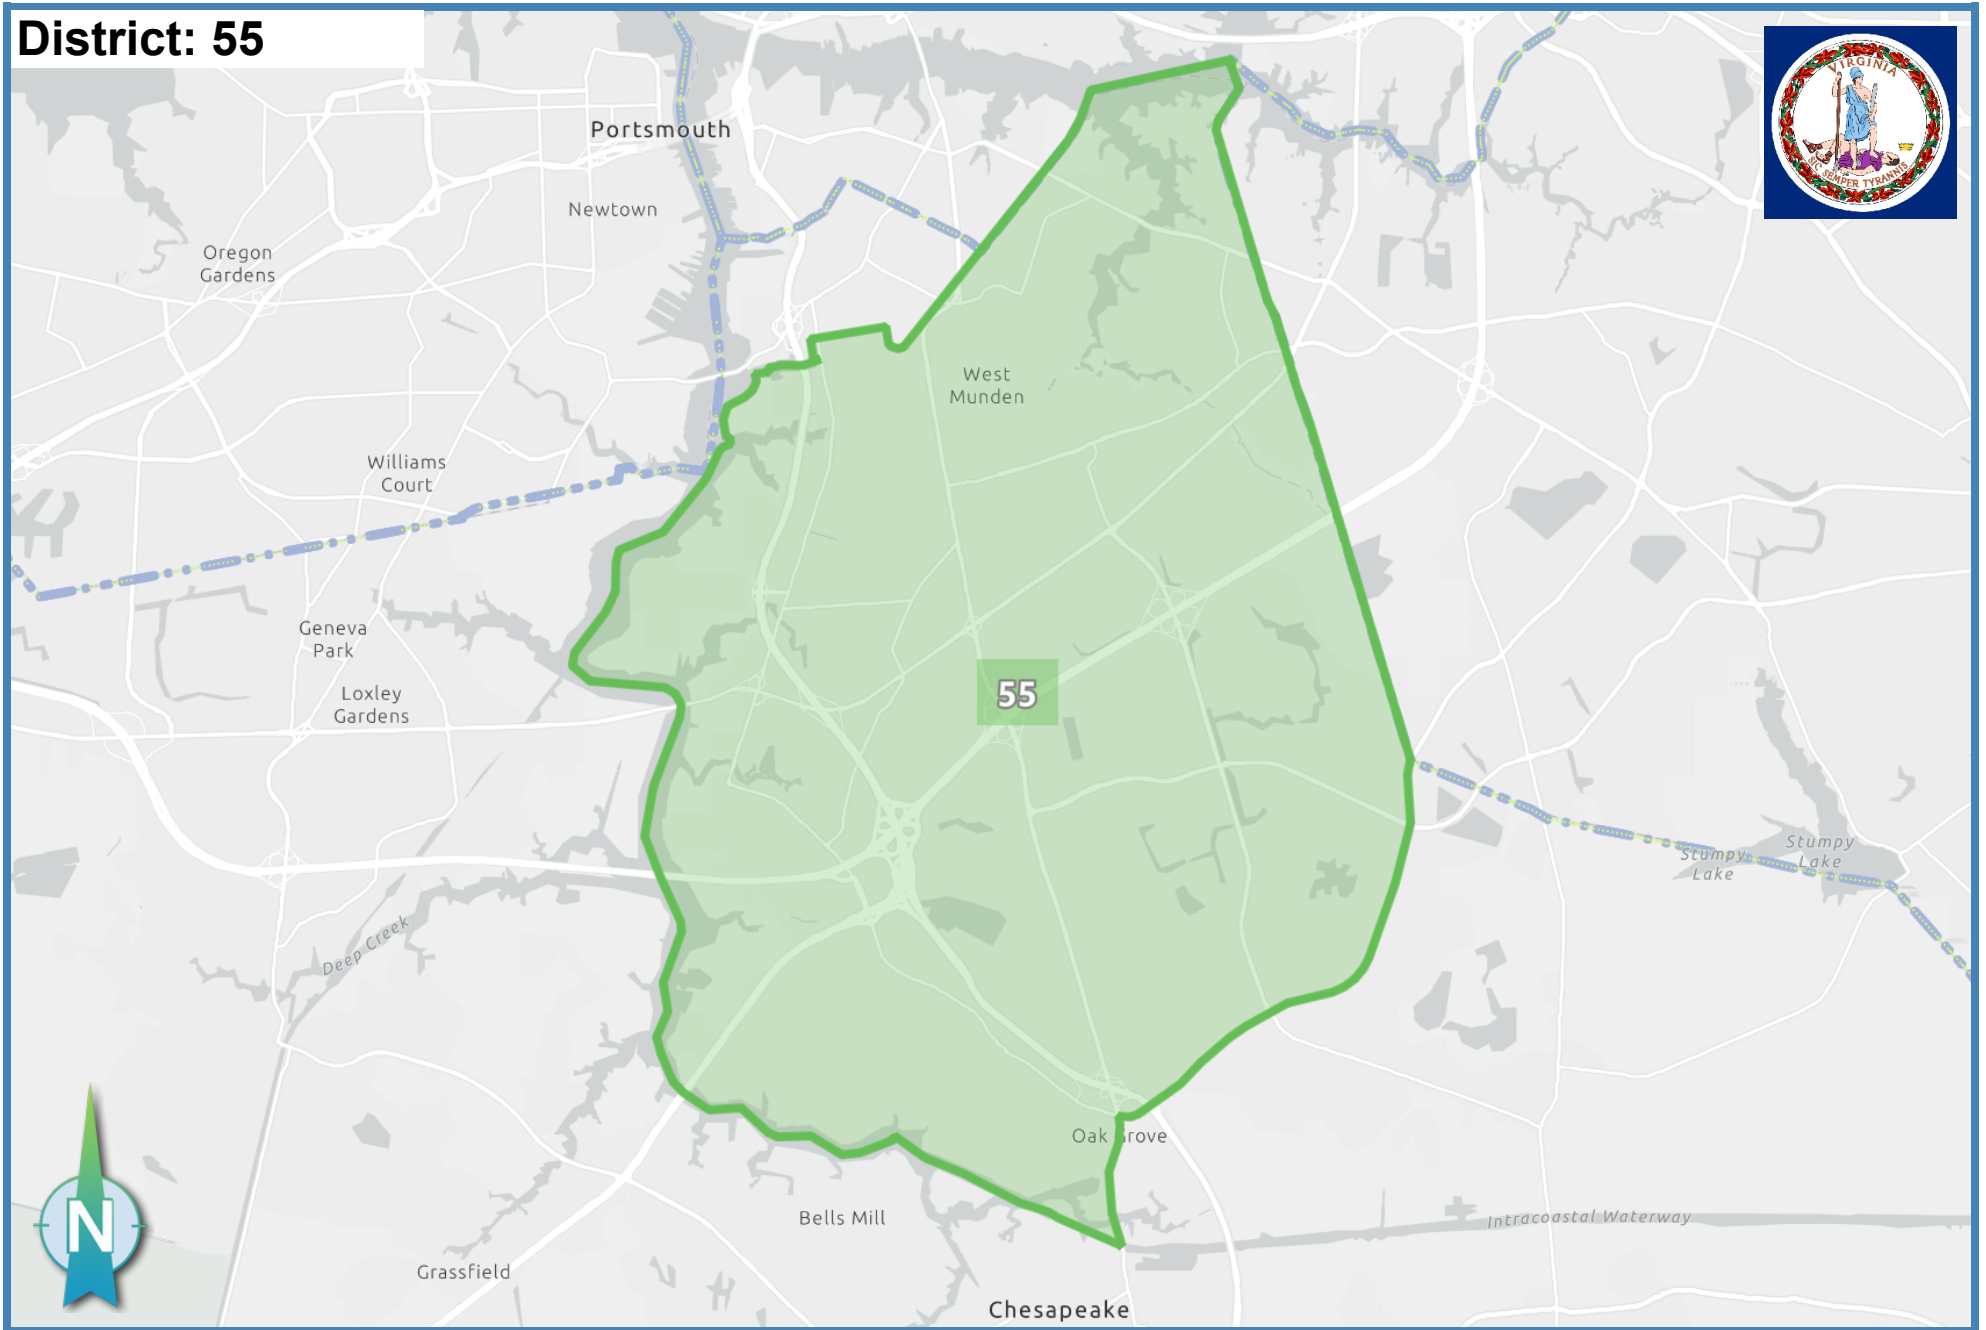 District: 55
VIRGINIA
SIC SEMPER TYRANNIS
Portsmouth
Newtown
Oregon
Gardens
West
Munden
Williams
Court
Geneva
Park
Loxley
Gardens
55
Stumpy
Lake
Stumpy
Lake
Deep Creek
Oak Grove
Bells Mill
Intracoastal Waterway
Grassfield
Chesapeake
N